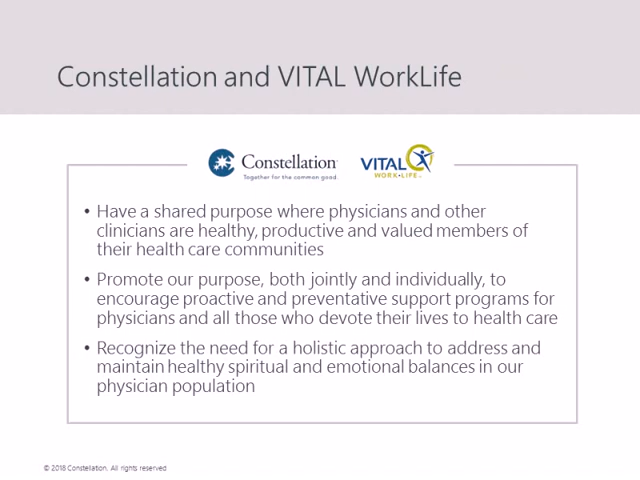 Constellation and VITAL WorkLife
Constellation
Together for the common good.
VITAL
WORK•LIFE
• Have a shared purpose where physicians and other
clinicians are healthy, productive and valued members of
their health care communities
• Promote our purpose, both jointly and individually, to
encourage proactive and preventative support programs for
physicians and all those who devote their lives to health care
• Recognize the need for a holistic approach to address and
maintain healthy spiritual and emotional balances in our
physician population
© 2018 Constellation. All rights reserved